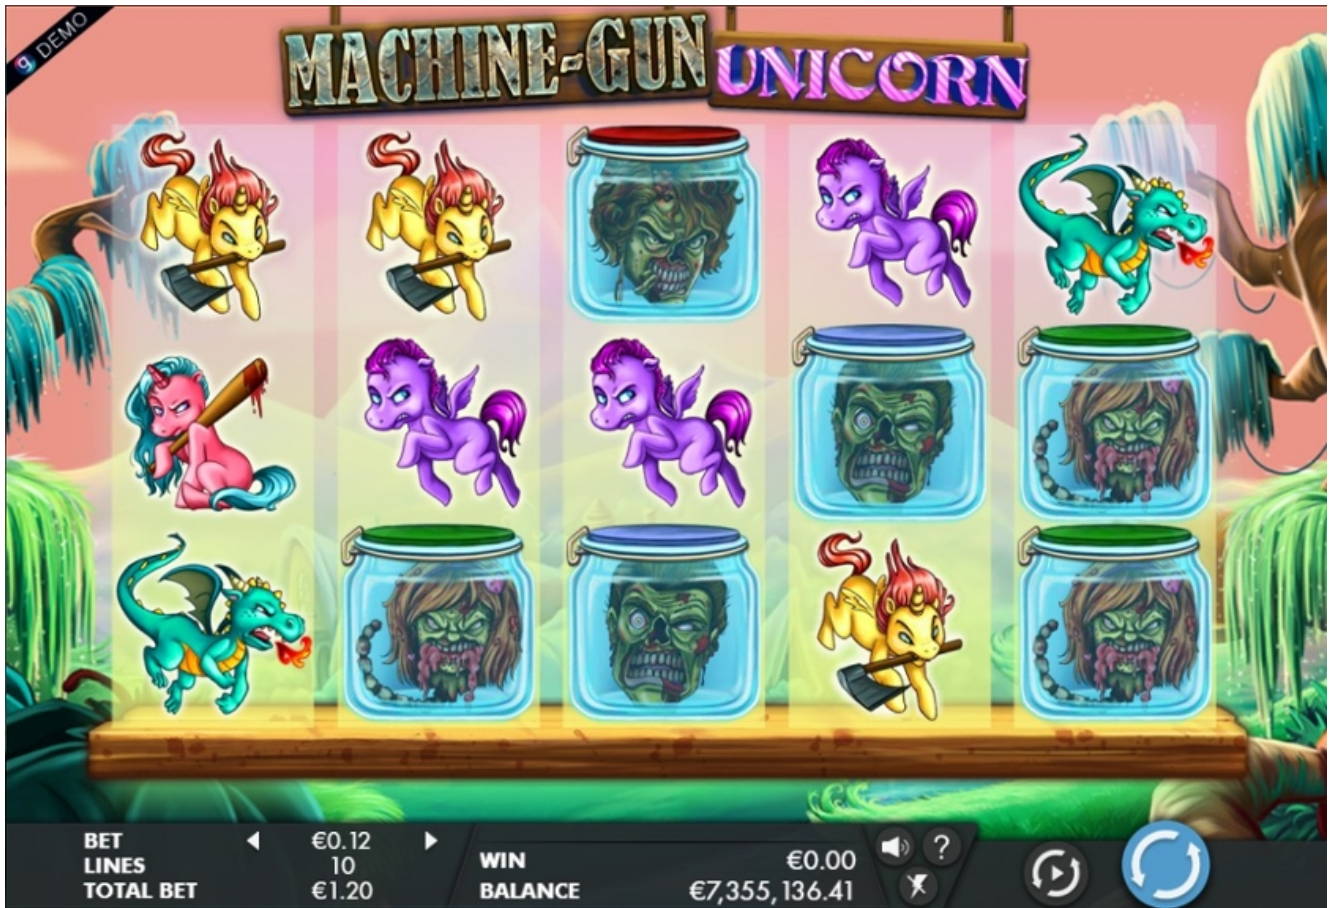 g DEMO
MACHINE-GUN UNICORN
BET €0.12
LINES 10
TOTAL BET €1.20
WIN €0.00
BALANCE €7,355,136.41
?